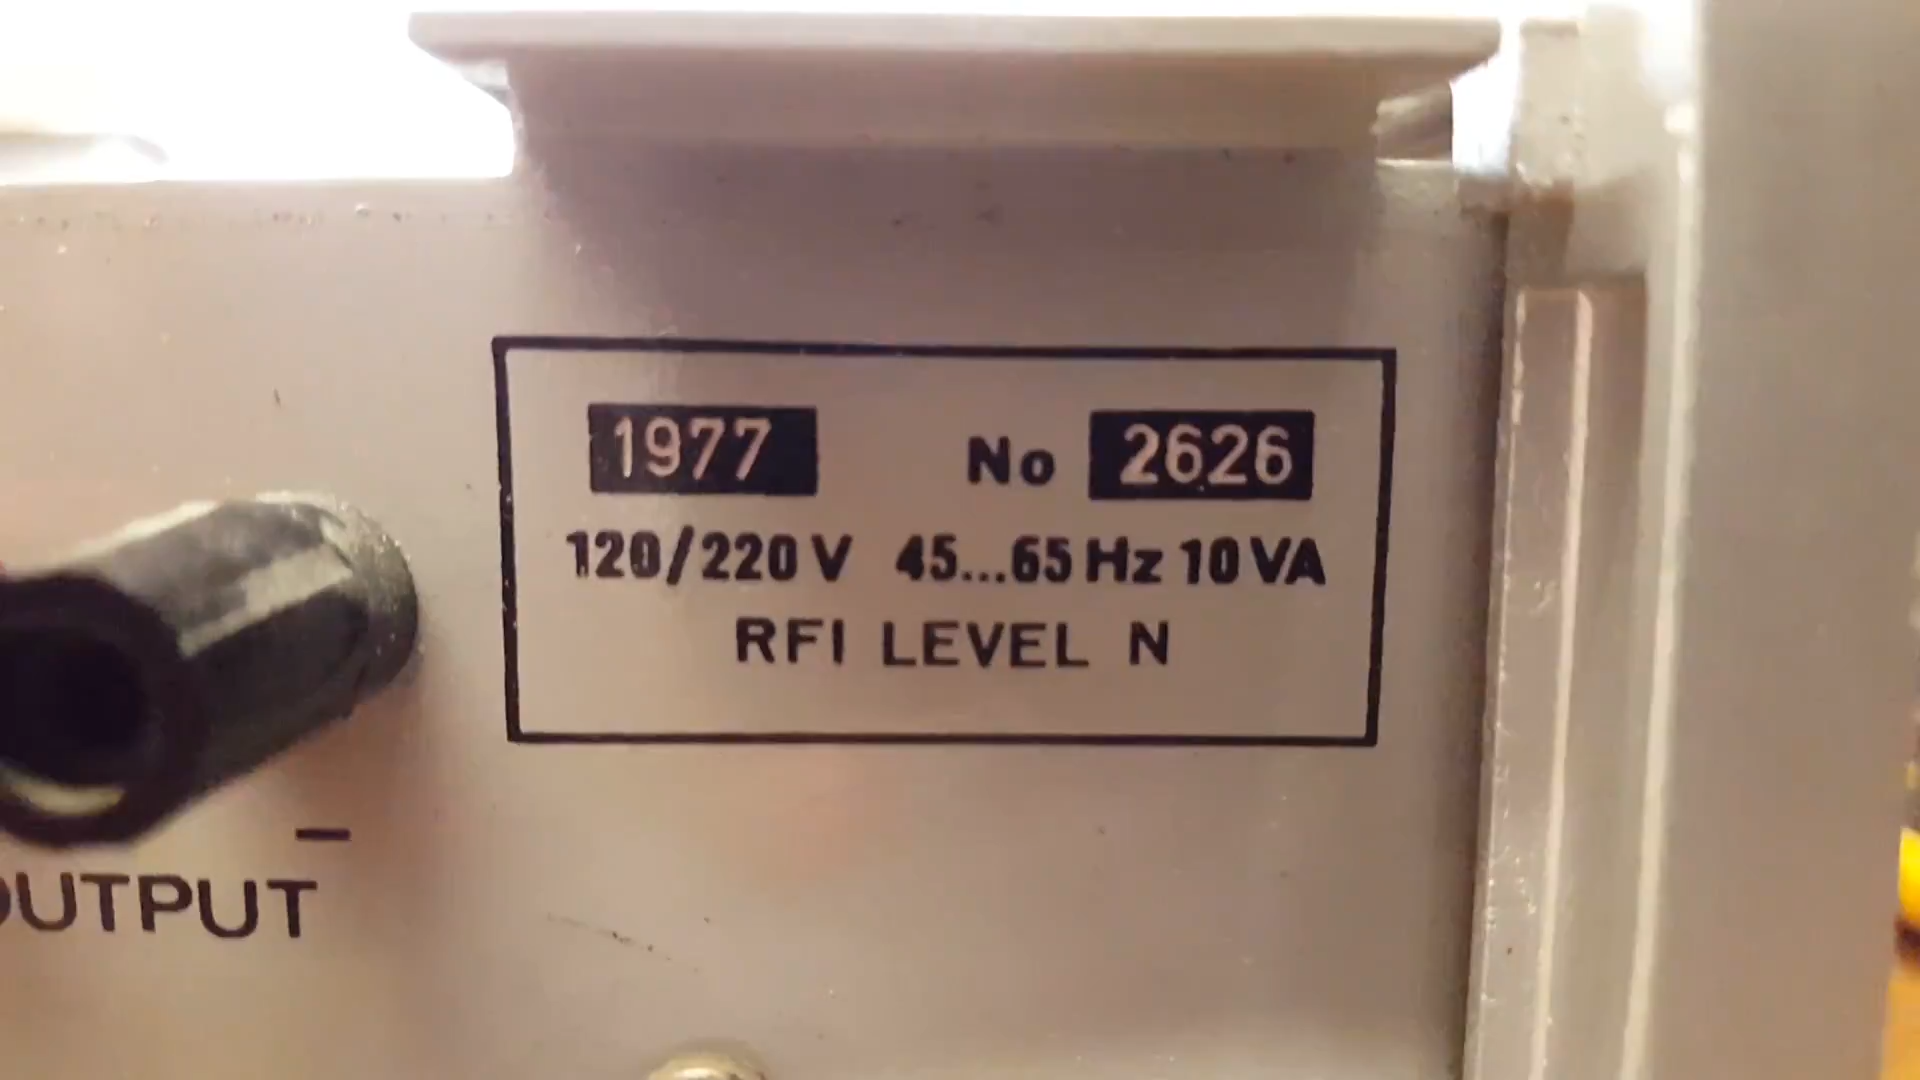 1977 No 2626
120/220 V 45...65 Hz 10 VA
RFI LEVEL N
–
OUTPUT